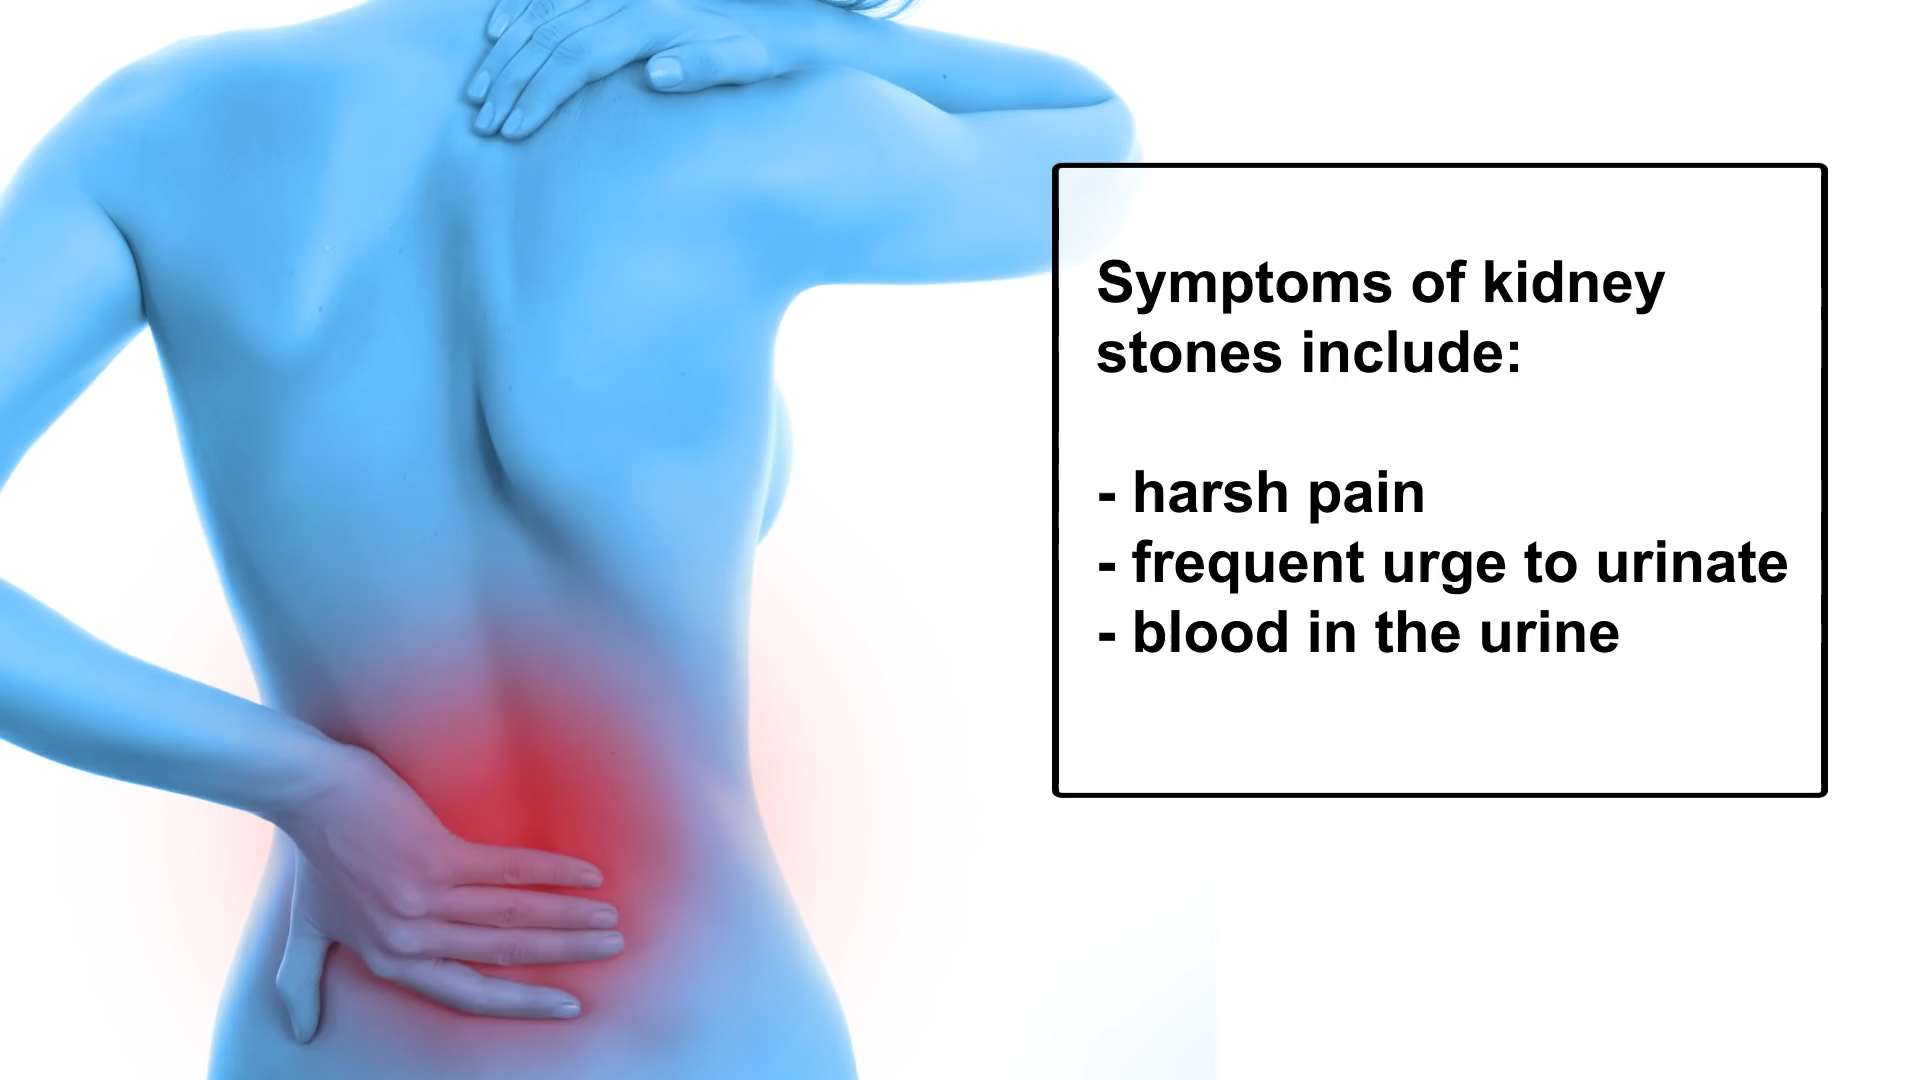 Symptoms of kidney
stones include:
- harsh pain
- frequent urge to urinate
- blood in the urine